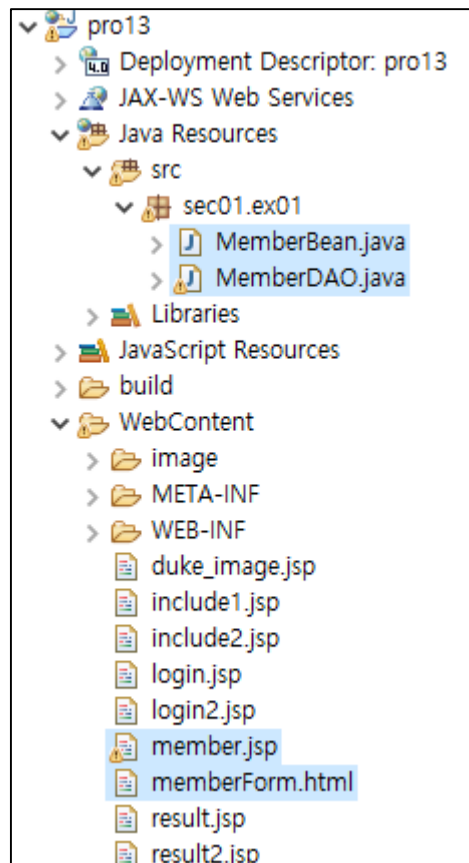 pro13
4.0 Deployment Descriptor: pro13
JAX-WS Web Services
Java Resources
src
sec01.ex01
J MemberBean.java
J MemberDAO.java
Libraries
JavaScript Resources
build
WebContent
image
META-INF
WEB-INF
duke_image.jsp
include1.jsp
include2.jsp
login.jsp
login2.jsp
member.jsp
memberForm.html
result.jsp
result2.jsp